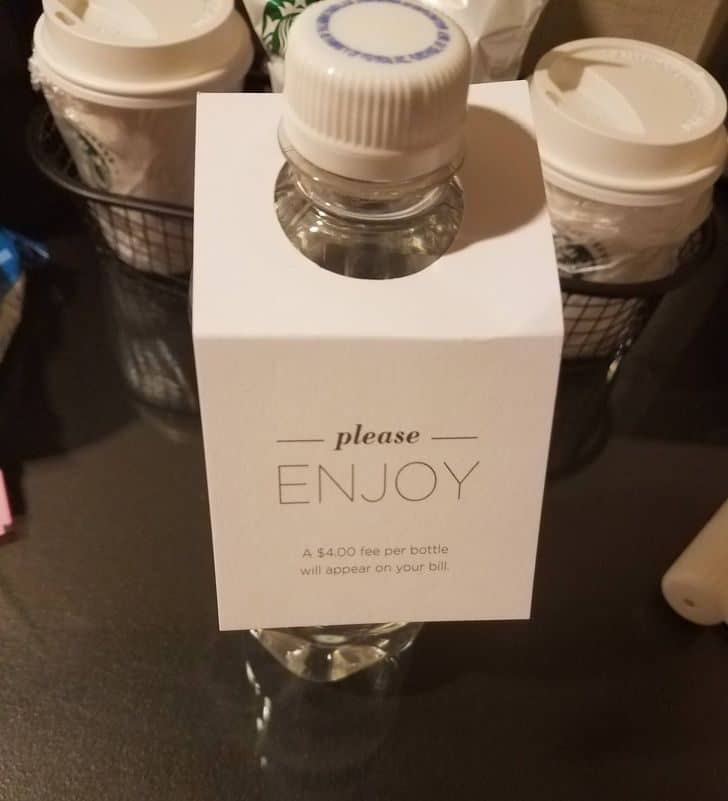 please
ENJOY
A $4.00 fee per bottle
will appear on your bill.